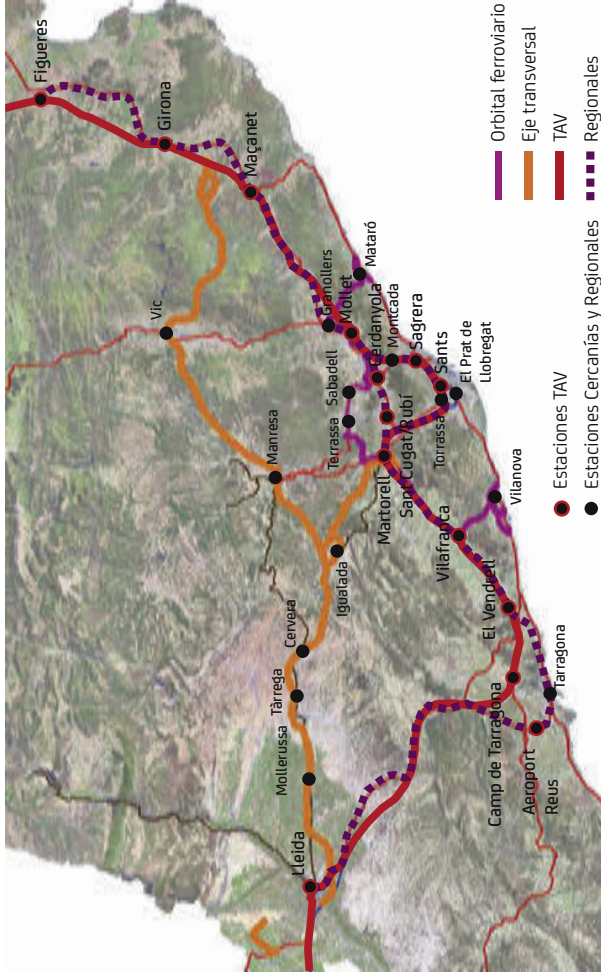 Figueres
Girona
Maçanet
Vic
Granollers
Mollet
Mataró
Cerdanyola
Montcada
Sagrera
Sants
El Prat de
Llobregat
Torrassa
Sabadell
Terrassa
Sant Cugat/Rubí
Martorell
Manresa
Igualada
Vilanova
Vilafranca
El Vendrell
Cervera
Tàrrega
Mollerussa
Lleida
Camp de Tarragona
Tarragona
Aeroport
Reus
Orbital ferroviario
Eje transversal
TAV
Regionales
Estaciones TAV
Estaciones Cercanías y Regionales